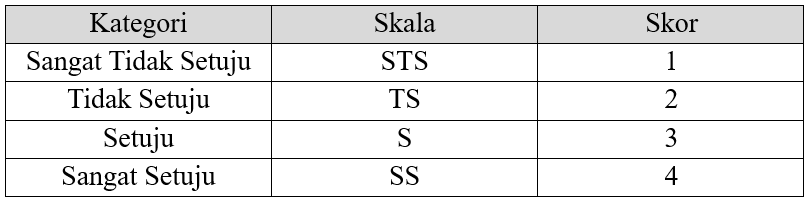 Kategori Skala Skor
Sangat Tidak Setuju STS 1
Tidak Setuju TS 2
Setuju S 3
Sangat Setuju SS 4